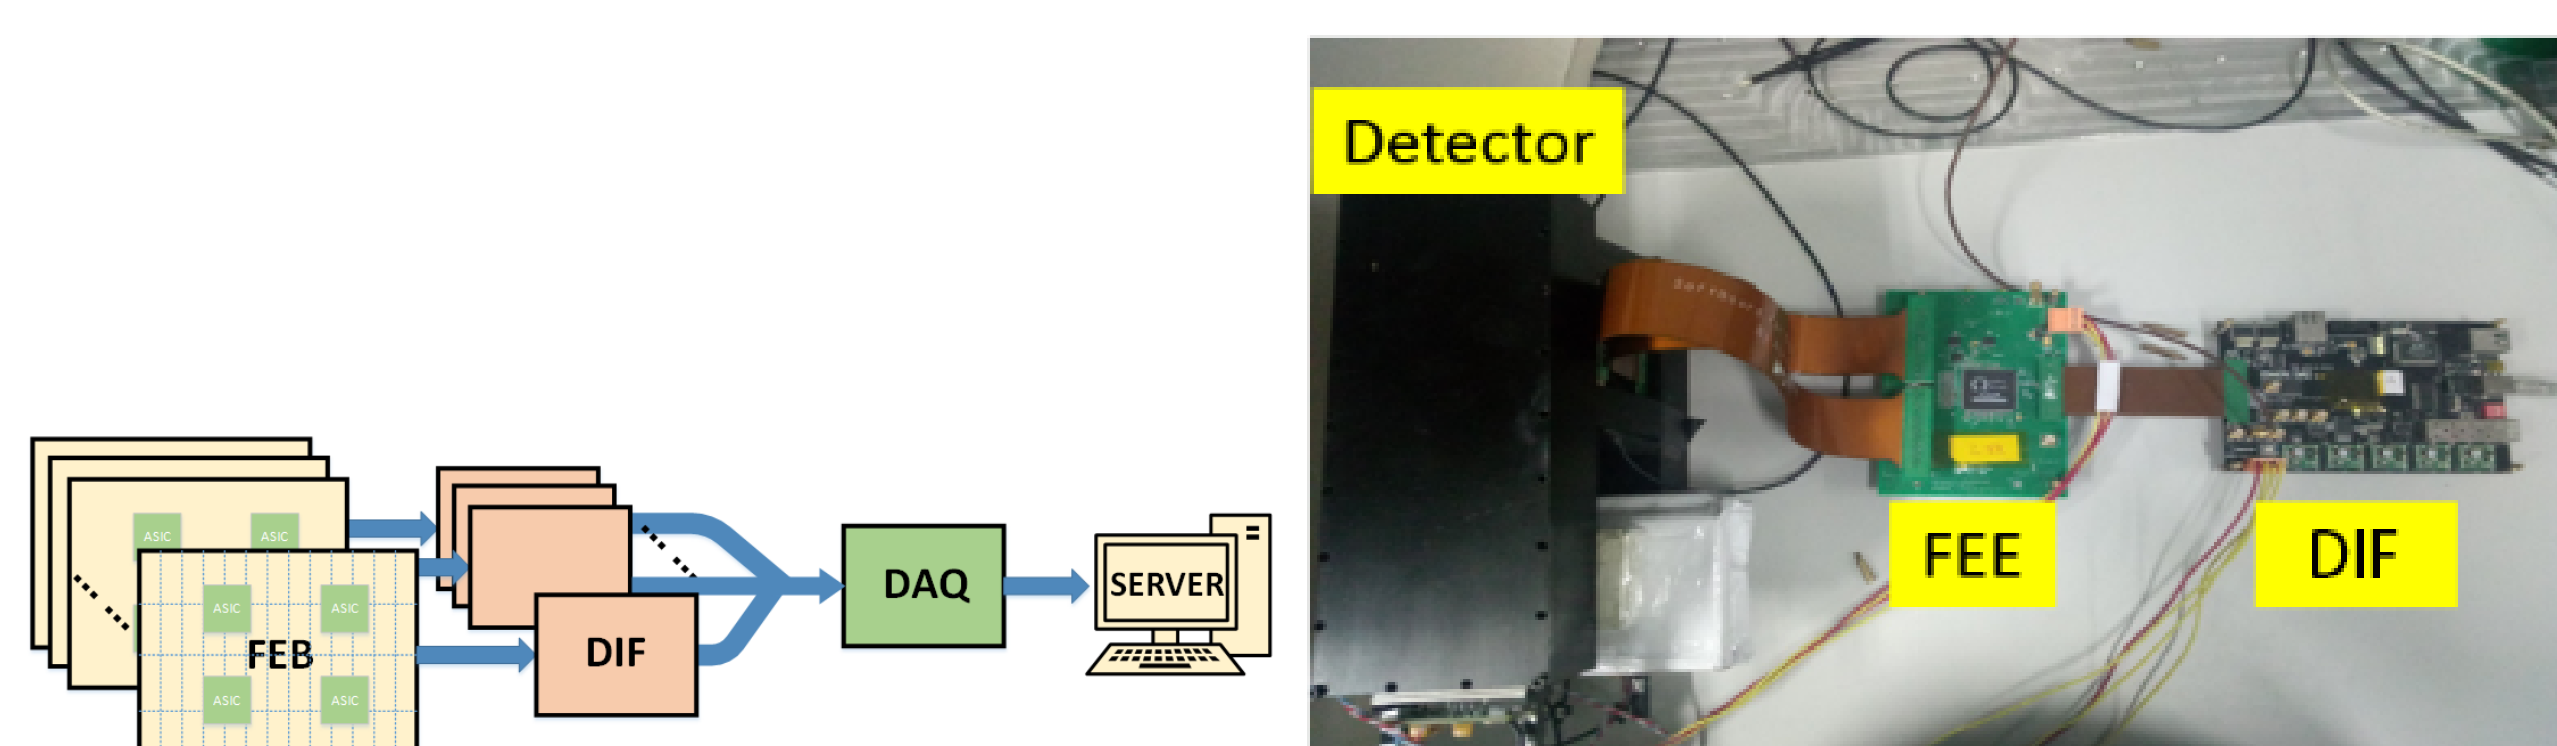 ASIC
ASIC
ASIC
ASIC
FEB
ASIC
ASIC
DIF
DAQ
SERVER
Detector
FEE
DIF